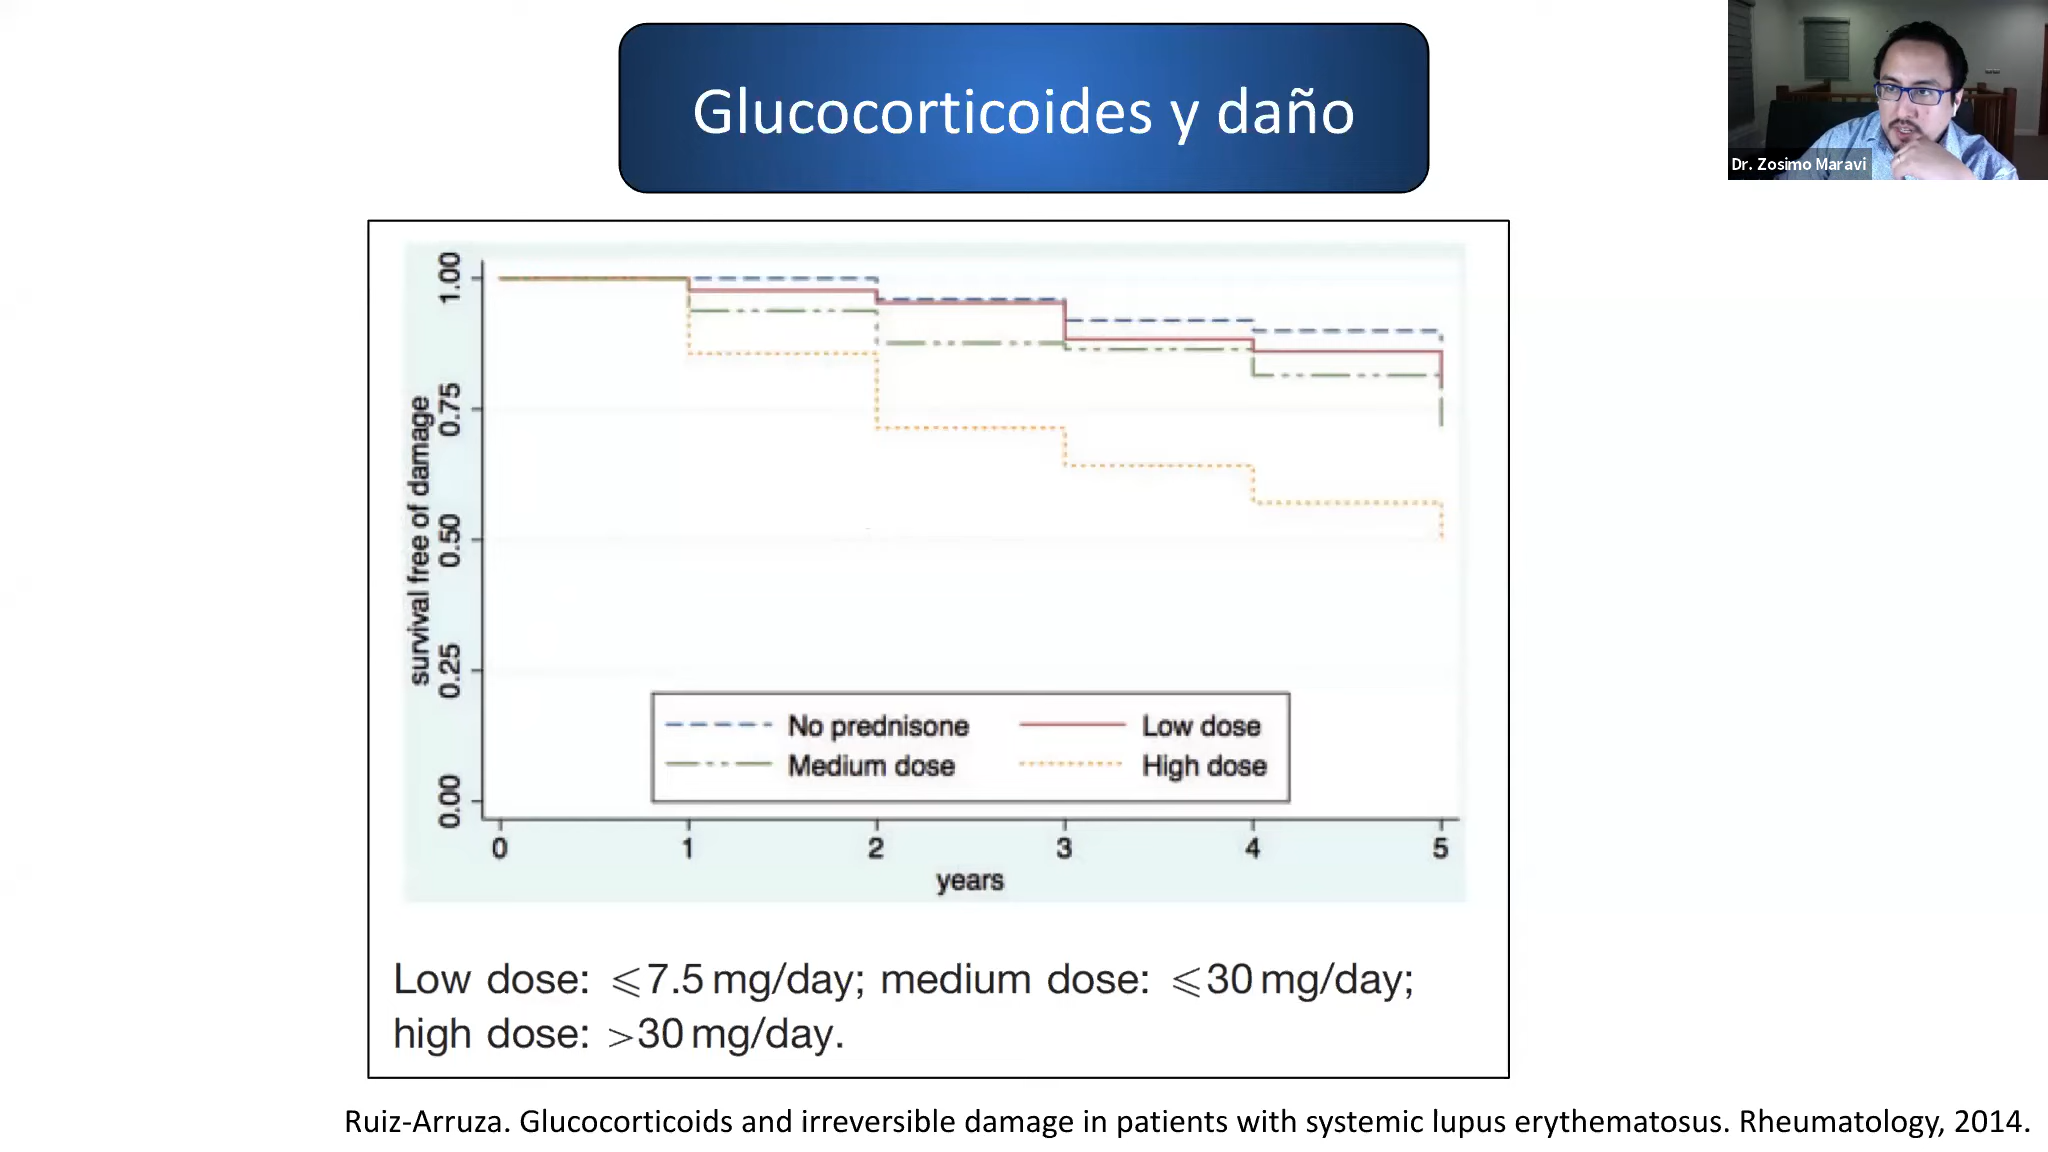 Glucocorticoides y daño
Dr. Zosimo Maravi
1.00
0.75
0.50
0.25
0.00
survival free of damage
No prednisone
Low dose
Medium dose
High dose
0 1 2 3 4 5
years
Low dose: ⩽7.5 mg/day; medium dose: ⩽30 mg/day;
high dose: >30 mg/day.
Ruiz-Arruza. Glucocorticoids and irreversible damage in patients with systemic lupus erythematosus. Rheumatology, 2014.